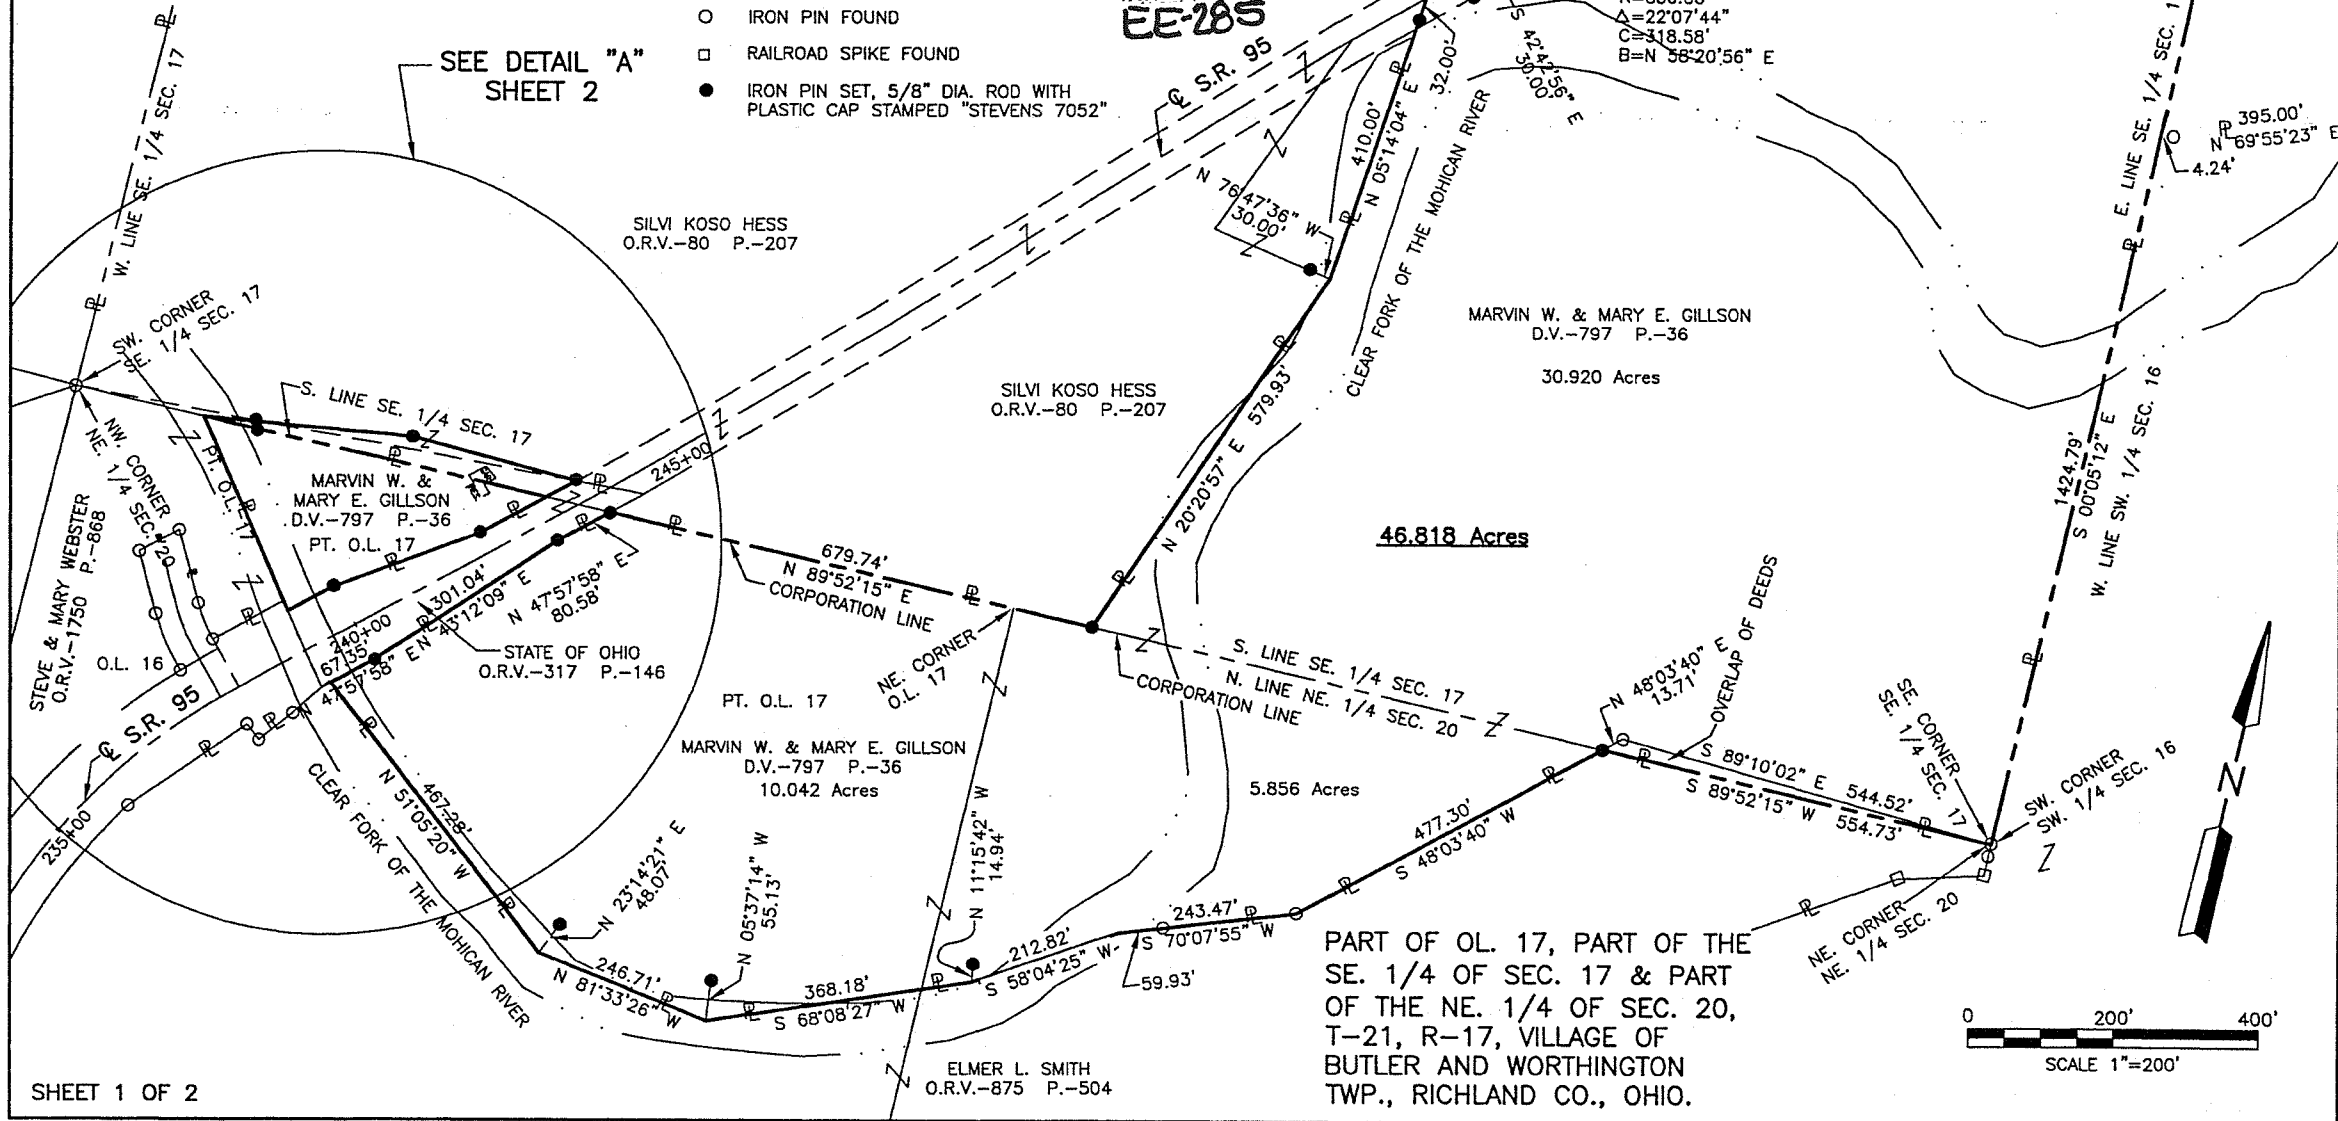 EE-285
○ IRON PIN FOUND
□ RAILROAD SPIKE FOUND
● IRON PIN SET, 5/8" DIA. ROD WITH
PLASTIC CAP STAMPED "STEVENS 7052"
SEE DETAIL "A"
SHEET 2
Δ=22°07'44"
C=318.58'
B=N 58°20'56" E
S 42°42'56" E
30.00'
32.00'
W. LINE SE. 1/4 SEC. 17
℄ S.R. 95
410.00'
N 05°14'04" E
N 76°47'36" W
30.00'
CLEAR FORK OF THE MOHICAN RIVER
E. LINE SE. 1/4 SEC. 1
395.00'
N 69°55'23" E
4.24'
SILVI KOSO HESS
O.R.V.-80 P.-207
SW. CORNER
SE. 1/4 SEC. 17
MARVIN W. & MARY E. GILLSON
D.V.-797 P.-36
30.920 Acres
SILVI KOSO HESS
O.R.V.-80 P.-207
579.93'
N 20°20'57" E
S. LINE SE. 1/4 SEC. 17
NW. CORNER
NE. 1/4 SEC. 20
PT. O.L. 17
MARVIN W. &
MARY E. GILLSON
D.V.-797 P.-36
PT. O.L. 17
245+00
STEVE & MARY WEBSTER
O.R.V.-1750 P.-868
O.L. 16
46.818 Acres
1424.79'
S 00°05'12" E
W. LINE SW. 1/4 SEC. 16
679.74'
N 89°52'15" E
CORPORATION LINE
301.04'
N 43°12'09" E
N 47°57'58" E
80.58'
240+00
67.35'
N 47°57'58" E
STATE OF OHIO
O.R.V.-317 P.-146
℄ S.R. 95
235+00
NE. CORNER
O.L. 17
PT. O.L. 17
MARVIN W. & MARY E. GILLSON
D.V.-797 P.-36
10.042 Acres
S. LINE SE. 1/4 SEC. 17
N. LINE NE. 1/4 SEC. 20
CORPORATION LINE
N 48°03'40" E
13.71'
OVERLAP OF DEEDS
S 89°10'02" E 544.52'
S 89°52'15" W 554.73'
SE. CORNER
SE. 1/4 SEC. 17
SW. CORNER
SW. 1/4 SEC. 16
NE. CORNER
NE. 1/4 SEC. 20
5.856 Acres
477.30'
S 48°03'40" W
467.28'
N 51°05'20" W
CLEAR FORK OF THE MOHICAN RIVER
N 23°14'21" E
48.07'
N 05°37'14" W
55.13'
N 11°15'42" W
14.94'
246.71'
N 81°33'26" W
368.18'
S 68°08'27" W
212.82'
S 58°04'25" W
243.47'
S 70°07'55" W
59.93'
PART OF OL. 17, PART OF THE
SE. 1/4 OF SEC. 17 & PART
OF THE NE. 1/4 OF SEC. 20,
T-21, R-17, VILLAGE OF
BUTLER AND WORTHINGTON
TWP., RICHLAND CO., OHIO.
N
0 200' 400'
SCALE 1"=200'
ELMER L. SMITH
O.R.V.-875 P.-504
SHEET 1 OF 2